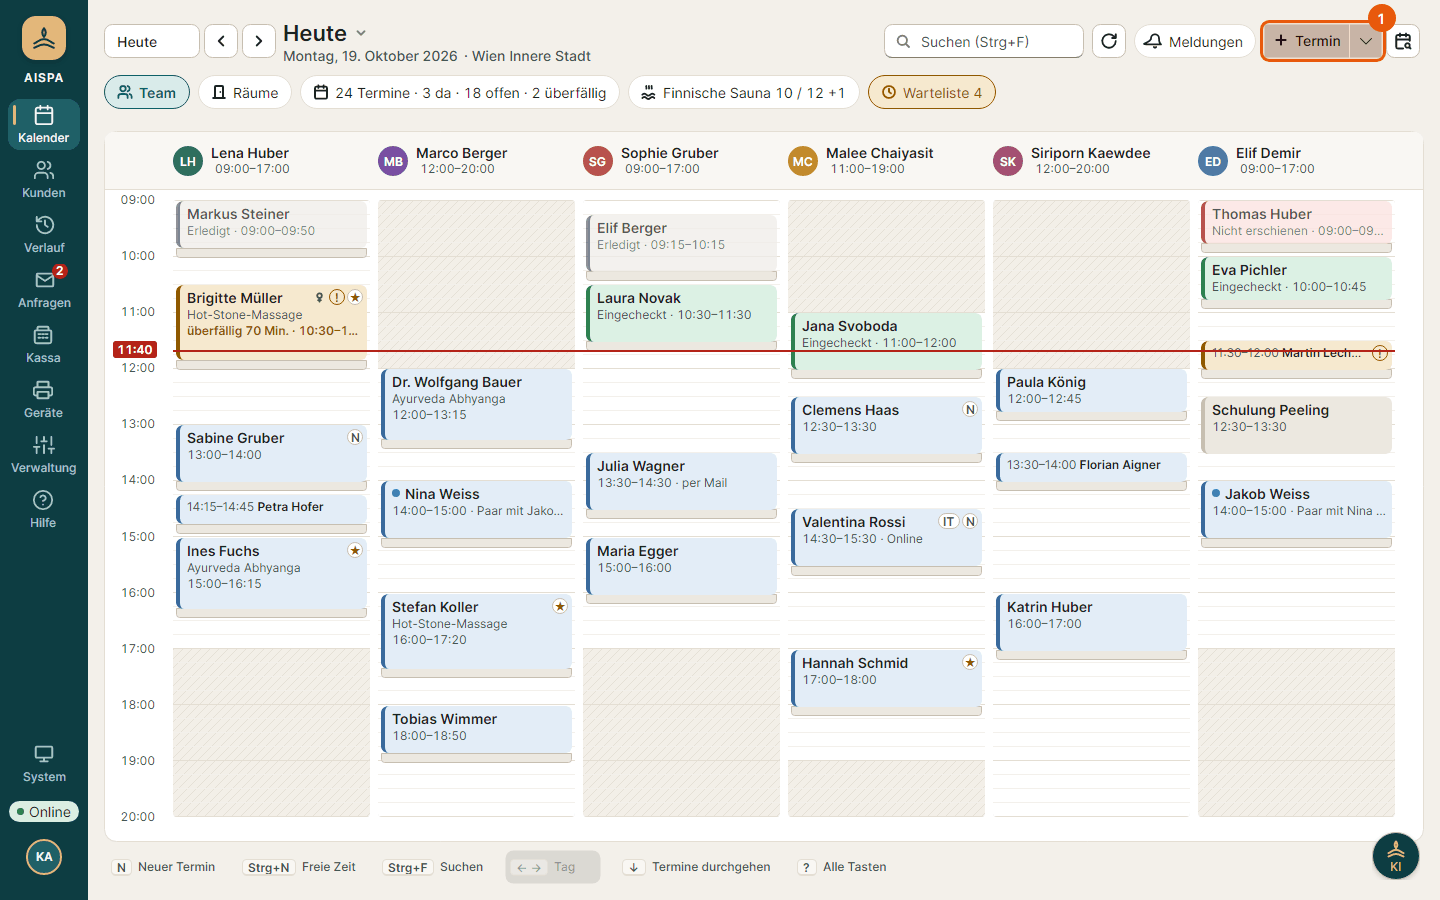 AISPA
Kalender
Kunden
Verlauf
2
Anfragen
Kassa
Geräte
Verwaltung
Hilfe
System
Online
KA
Heute
Heute
Montag, 19. Oktober 2026 · Wien Innere Stadt
Suchen (Strg+F)
Meldungen
+ Termin
1
Team
Räume
24 Termine · 3 da · 18 offen · 2 überfällig
Finnische Sauna 10 / 12 +1
Warteliste 4
LH
Lena Huber
09:00–17:00
MB
Marco Berger
12:00–20:00
SG
Sophie Gruber
09:00–17:00
MC
Malee Chaiyasit
11:00–19:00
SK
Siriporn Kaewdee
12:00–20:00
ED
Elif Demir
09:00–17:00
09:00
10:00
11:00
11:40
12:00
13:00
14:00
15:00
16:00
17:00
18:00
19:00
20:00
Markus Steiner
Erledigt · 09:00–09:50
Brigitte Müller
Hot-Stone-Massage
überfällig 70 Min. · 10:30–1...
Sabine Gruber
N
13:00–14:00
14:15–14:45 Petra Hofer
Ines Fuchs
Ayurveda Abhyanga
15:00–16:15
Dr. Wolfgang Bauer
Ayurveda Abhyanga
12:00–13:15
Nina Weiss
14:00–15:00 · Paar mit Jako...
Stefan Koller
Hot-Stone-Massage
16:00–17:20
Tobias Wimmer
18:00–18:50
Elif Berger
Erledigt · 09:15–10:15
Laura Novak
Eingecheckt · 10:30–11:30
Julia Wagner
13:30–14:30 · per Mail
Maria Egger
15:00–16:00
Jana Svoboda
Eingecheckt · 11:00–12:00
Clemens Haas
N
12:30–13:30
Valentina Rossi
IT N
14:30–15:30 · Online
Hannah Schmid
17:00–18:00
Paula König
12:00–12:45
13:30–14:00 Florian Aigner
Katrin Huber
16:00–17:00
Thomas Huber
Nicht erschienen · 09:00–09...
Eva Pichler
Eingecheckt · 10:00–10:45
11:30–12:00 Martin Lech...
Schulung Peeling
12:30–13:30
Jakob Weiss
14:00–15:00 · Paar mit Nina ...
N Neuer Termin
Strg+N Freie Zeit
Strg+F Suchen
← → Tag
↓ Termine durchgehen
? Alle Tasten
KI